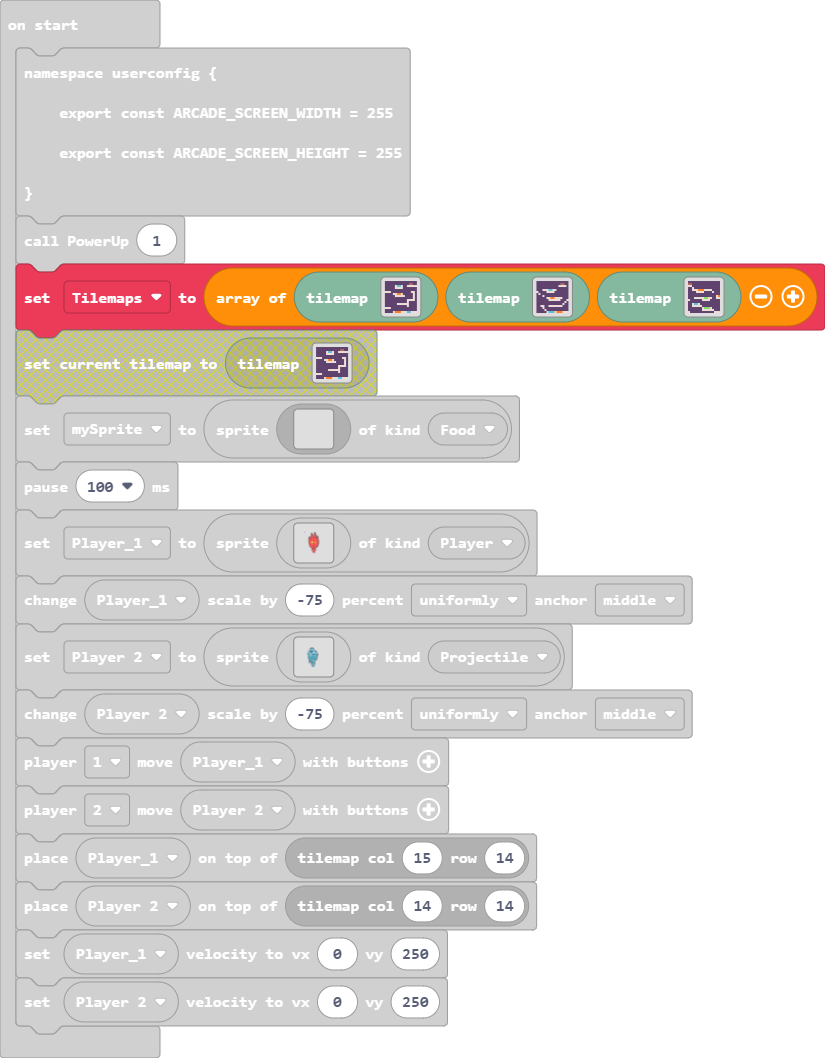 on start
namespace userconfig {
export const ARCADE_SCREEN_WIDTH = 255
export const ARCADE_SCREEN_HEIGHT = 255
}
call PowerUp 1
set Tilemaps to array of tilemap tilemap tilemap
set current tilemap to tilemap
set mySprite to sprite of kind Food
pause 100 ms
set Player_1 to sprite of kind Player
change Player_1 scale by -75 percent uniformly anchor middle
set Player 2 to sprite of kind Projectile
change Player 2 scale by -75 percent uniformly anchor middle
player 1 move Player_1 with buttons
player 2 move Player 2 with buttons
place Player_1 on top of tilemap col 15 row 14
place Player 2 on top of tilemap col 14 row 14
set Player_1 velocity to vx 0 vy 250
set Player 2 velocity to vx 0 vy 250